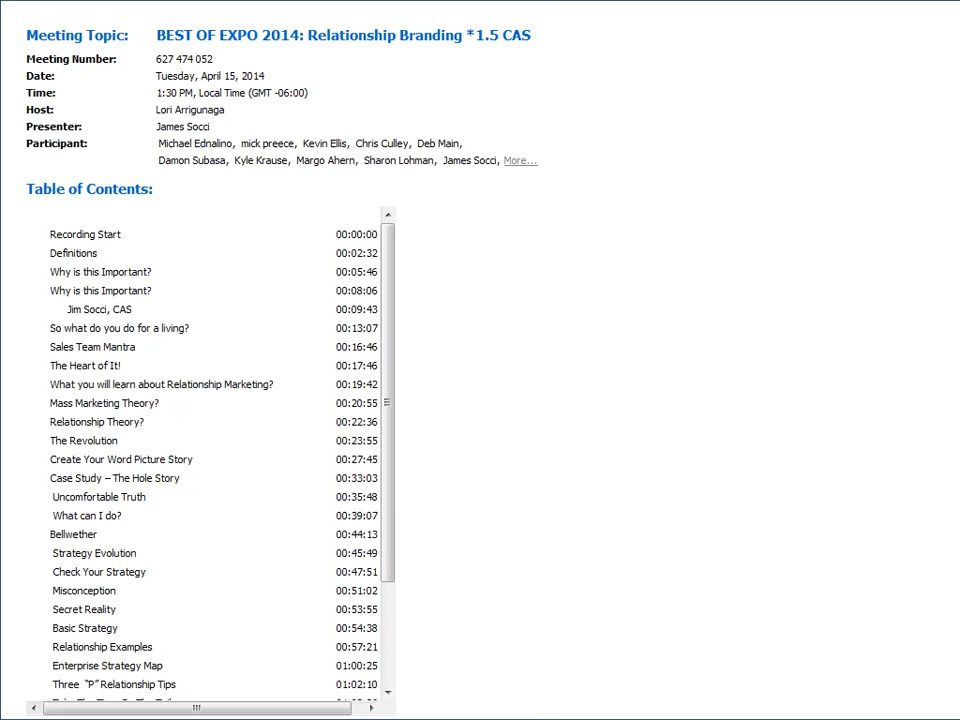 Meeting Topic: BEST OF EXPO 2014: Relationship Branding *1.5 CAS
Meeting Number: 627 474 052
Date: Tuesday, April 15, 2014
Time: 1:30 PM, Local Time (GMT -06:00)
Host: Lori Arrigunaga
Presenter: James Socci
Participant: Michael Ednalino, mick preece, Kevin Ellis, Chris Culley, Deb Main,
Damon Subasa, Kyle Krause, Margo Ahern, Sharon Lohman, James Socci, More...
Table of Contents:
Recording Start 00:00:00
Definitions 00:02:32
Why is this Important? 00:05:46
Why is this Important? 00:08:06
Jim Socci, CAS 00:09:43
So what do you do for a living? 00:13:07
Sales Team Mantra 00:16:46
The Heart of It! 00:17:46
What you will learn about Relationship Marketing? 00:19:42
Mass Marketing Theory? 00:20:55
Relationship Theory? 00:22:36
The Revolution 00:23:55
Create Your Word Picture Story 00:27:45
Case Study – The Hole Story 00:33:03
Uncomfortable Truth 00:35:48
What can I do? 00:39:07
Bellwether 00:44:13
Strategy Evolution 00:45:49
Check Your Strategy 00:47:51
Misconception 00:51:02
Secret Reality 00:53:55
Basic Strategy 00:54:38
Relationship Examples 00:57:21
Enterprise Strategy Map 01:00:25
Three "P" Relationship Tips 01:02:10